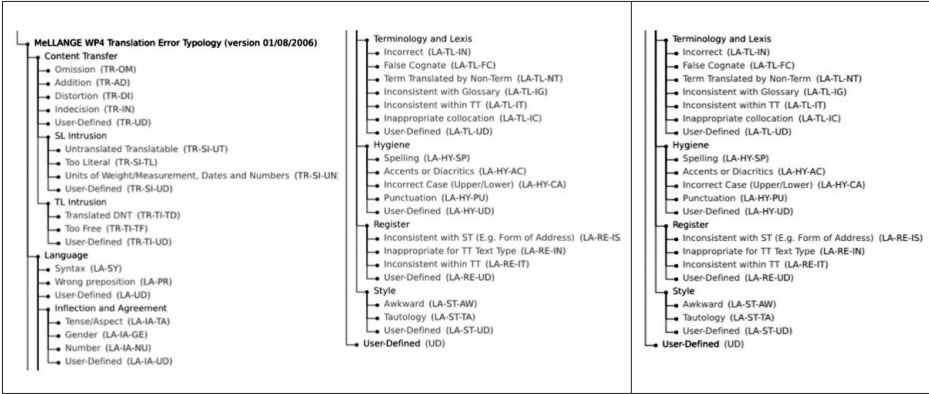 MeLLANGE WP4 Translation Error Typology (version 01/08/2006)
Content Transfer
Omission (TR-OM)
Addition (TR-AD)
Distortion (TR-DI)
Indecision (TR-IN)
User-Defined (TR-UD)
SL Intrusion
Untranslated Translatable (TR-SI-UT)
Too Literal (TR-SI-TL)
Units of Weight/Measurement, Dates and Numbers (TR-SI-UN
User-Defined (TR-SI-UD)
TL Intrusion
Translated DNT (TR-TI-TD)
Too Free (TR-TI-TF)
User-Defined (TR-TI-UD)
Language
Syntax (LA-SY)
Wrong preposition (LA-PR)
User-Defined (LA-UD)
Inflection and Agreement
Tense/Aspect (LA-IA-TA)
Gender (LA-IA-GE)
Number (LA-IA-NU)
User-Defined (LA-IA-UD)
Terminology and Lexis
Incorrect (LA-TL-IN)
False Cognate (LA-TL-FC)
Term Translated by Non-Term (LA-TL-NT)
Inconsistent with Glossary (LA-TL-IG)
Inconsistent within TT (LA-TL-IT)
Inappropriate collocation (LA-TL-IC)
User-Defined (LA-TL-UD)
Hygiene
Spelling (LA-HY-SP)
Accents or Diacritics (LA-HY-AC)
Incorrect Case (Upper/Lower) (LA-HY-CA)
Punctuation (LA-HY-PU)
User-Defined (LA-HY-UD)
Register
Inconsistent with ST (E.g. Form of Address) (LA-RE-IS
Inappropriate for TT Text Type (LA-RE-IN)
Inconsistent within TT (LA-RE-IT)
User-Defined (LA-RE-UD)
Style
Awkward (LA-ST-AW)
Tautology (LA-ST-TA)
User-Defined (LA-ST-UD)
User-Defined (UD)
Terminology and Lexis
Incorrect (LA-TL-IN)
False Cognate (LA-TL-FC)
Term Translated by Non-Term (LA-TL-NT)
Inconsistent with Glossary (LA-TL-IG)
Inconsistent within TT (LA-TL-IT)
Inappropriate collocation (LA-TL-IC)
User-Defined (LA-TL-UD)
Hygiene
Spelling (LA-HY-SP)
Accents or Diacritics (LA-HY-AC)
Incorrect Case (Upper/Lower) (LA-HY-CA)
Punctuation (LA-HY-PU)
User-Defined (LA-HY-UD)
Register
Inconsistent with ST (E.g. Form of Address) (LA-RE-IS)
Inappropriate for TT Text Type (LA-RE-IN)
Inconsistent within TT (LA-RE-IT)
User-Defined (LA-RE-UD)
Style
Awkward (LA-ST-AW)
Tautology (LA-ST-TA)
User-Defined (LA-ST-UD)
User-Defined (UD)